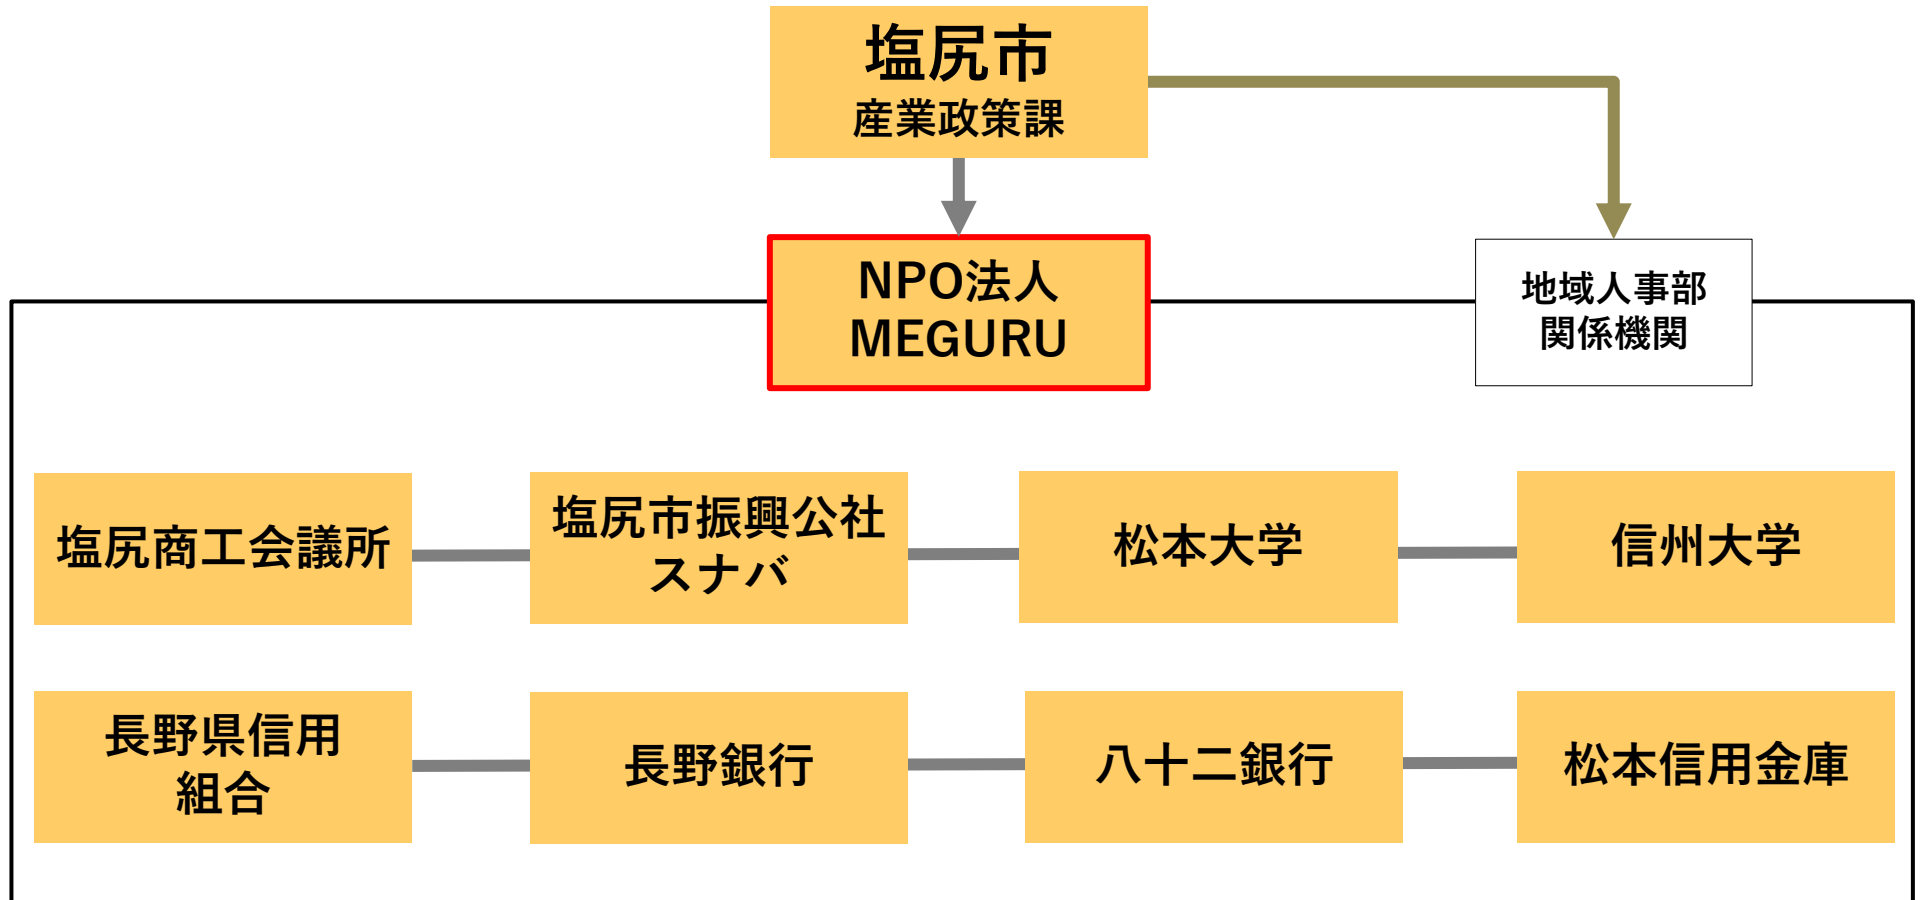 塩尻市
産業政策課
NPO法人
MEGURU
地域人事部
関係機関
塩尻商工会議所
塩尻市振興公社
スナバ
松本大学
信州大学
長野県信用
組合
長野銀行
八十二銀行
松本信用金庫